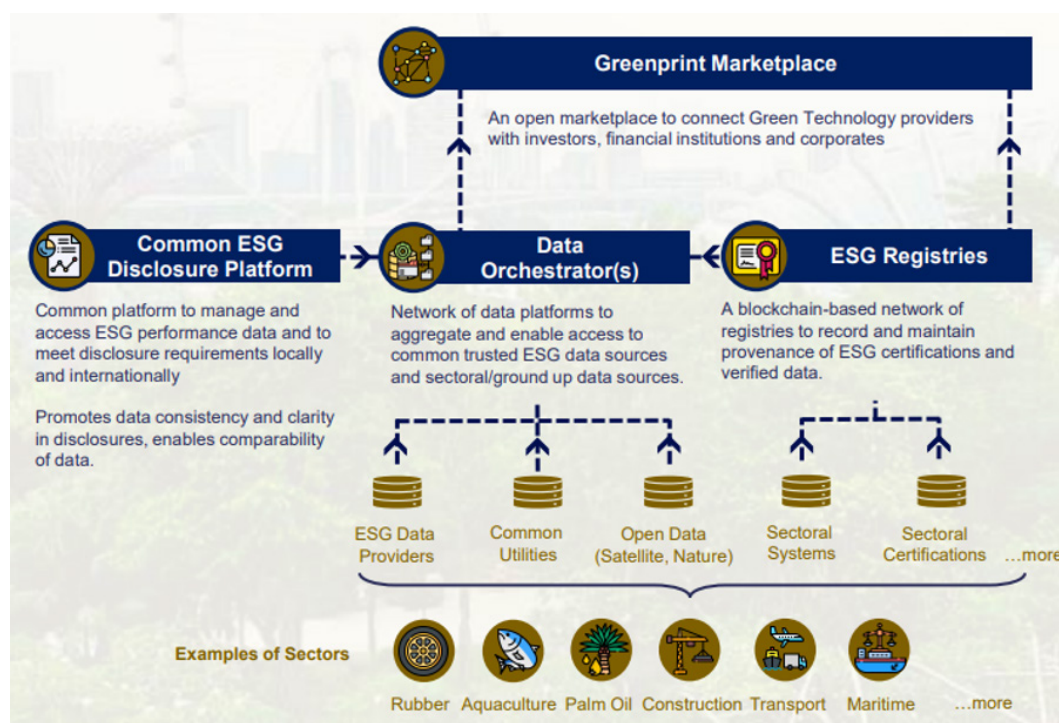 Greenprint Marketplace
An open marketplace to connect Green Technology providers
with investors, financial institutions and corporates
Common ESG
Disclosure Platform
Common platform to manage and
access ESG performance data and to
meet disclosure requirements locally
and internationally
Promotes data consistency and clarity
in disclosures, enables comparability
of data.
Data
Orchestrator(s)
Network of data platforms to
aggregate and enable access to
common trusted ESG data sources
and sectoral/ground up data sources.
ESG Registries
A blockchain-based network of
registries to record and maintain
provenance of ESG certifications and
verified data.
ESG Data
Providers
Common
Utilities
Open Data
(Satellite, Nature)
Sectoral
Systems
Sectoral
Certifications
...more
Examples of Sectors
Rubber
Aquaculture
Palm Oil
Construction
Transport
Maritime
...more